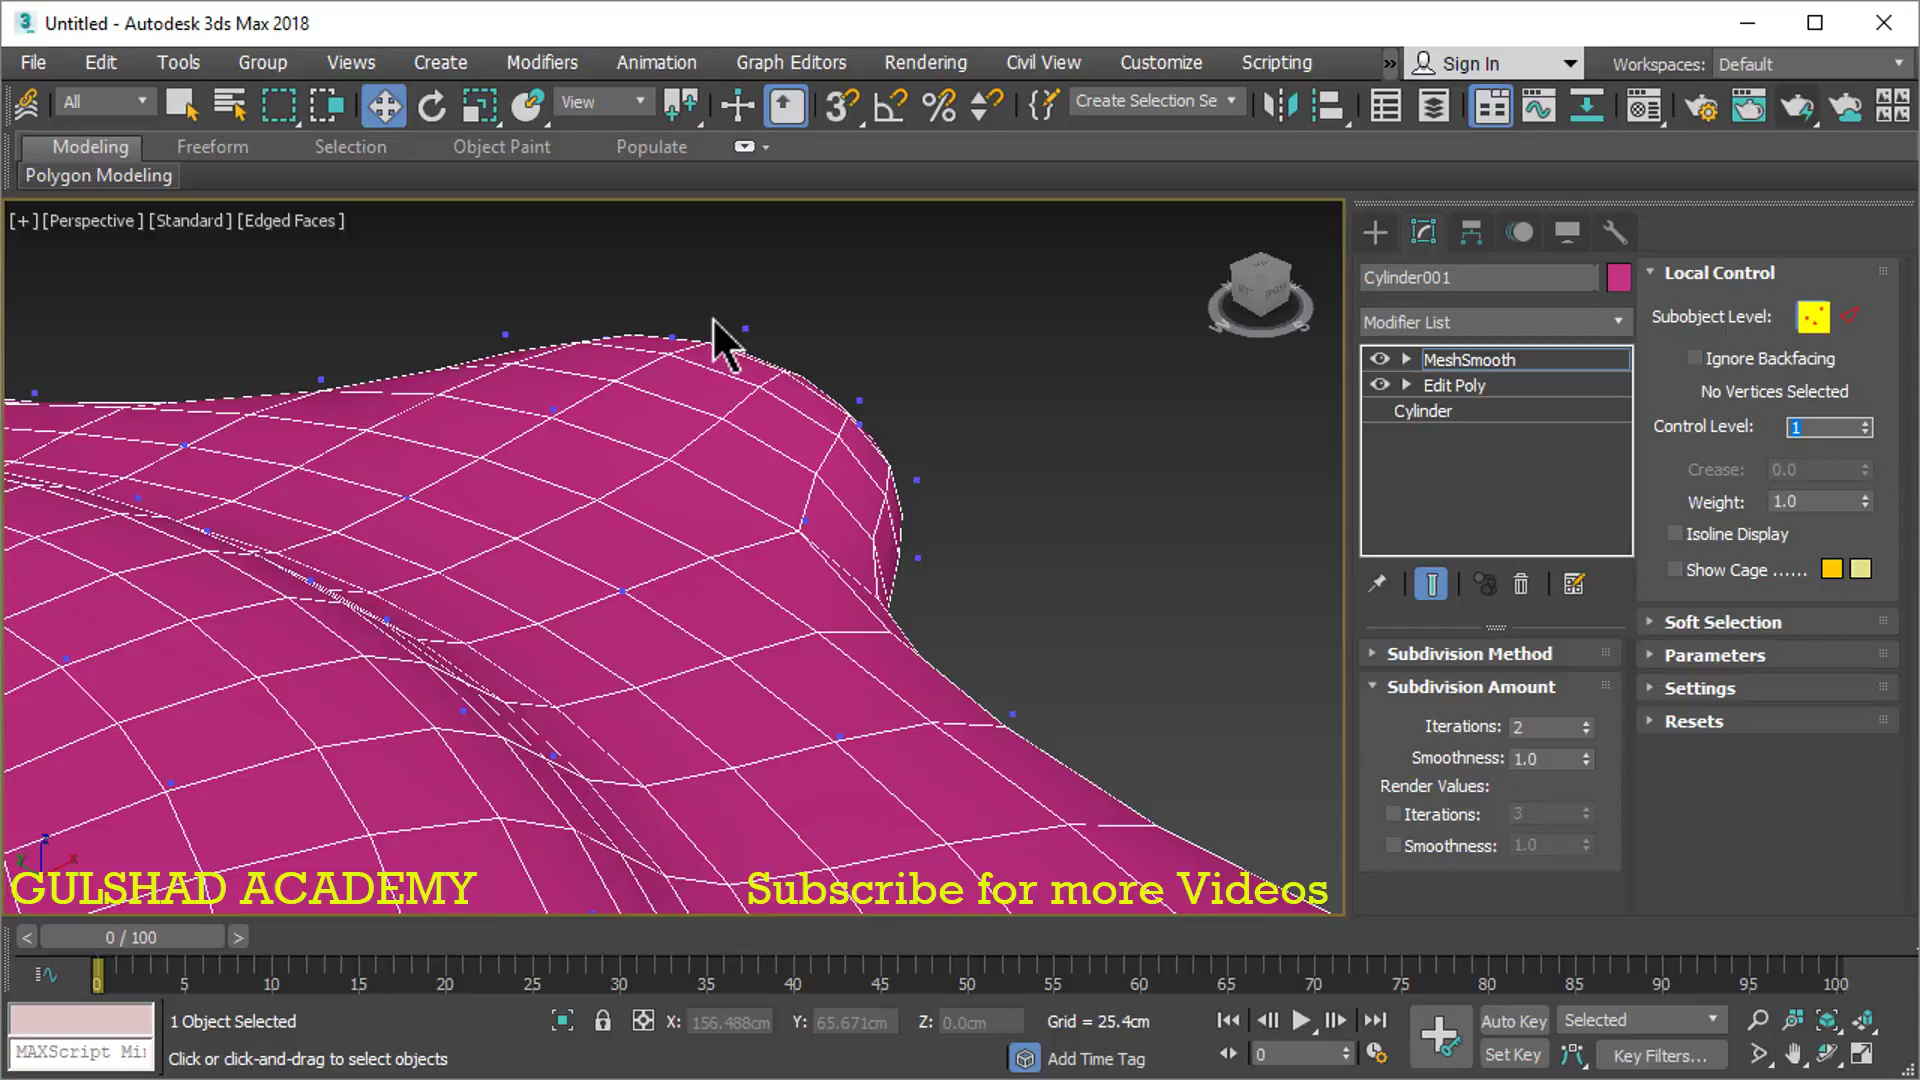 Untitled - Autodesk 3ds Max 2018
File Edit Tools Group Views Create Modifiers Animation Graph Editors Rendering Civil View Customize Scripting » Sign In Workspaces: Default
All View Create Selection Se
Modeling Freeform Selection Object Paint Populate
Polygon Modeling
[+] [Perspective] [Standard] [Edged Faces]
Cylinder001
Modifier List
MeshSmooth
Edit Poly
Cylinder
Subdivision Method
Subdivision Amount
Iterations: 2
Smoothness: 1.0
Render Values:
Iterations: 3
Smoothness: 1.0
Local Control
Subobject Level:
Ignore Backfacing
No Vertices Selected
Control Level: 1
Crease: 0.0
Weight: 1.0
Isoline Display
Show Cage ......
Soft Selection
Parameters
Settings
Resets
GULSHAD ACADEMY Subscribe for more Videos
< 0 / 100 >
0 5 10 15 20 25 30 35 40 45 50 55 60 65 70 75 80 85 90 95 100
1 Object Selected X: 156.488cm Y: 65.671cm Z: 0.0cm Grid = 25.4cm Auto Key Selected
MAXScript Mi Click or click-and-drag to select objects Add Time Tag 0 Set Key Key Filters...